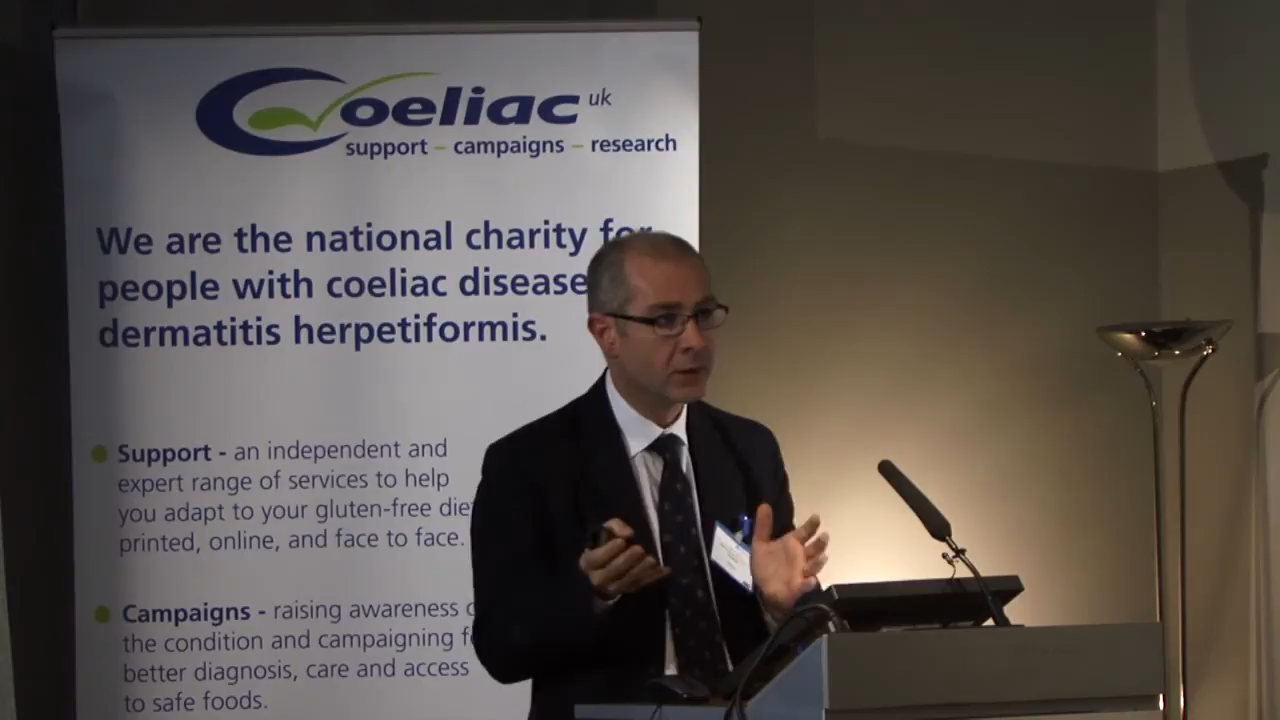 Coeliac uk
support – campaigns – research
We are the national charity for
people with coeliac disease
dermatitis herpetiformis.
Support - an independent and
expert range of services to help
you adapt to your gluten-free diet
printed, online, and face to face.
Campaigns - raising awareness
the condition and campaigning
better diagnosis, care and access
to safe foods.